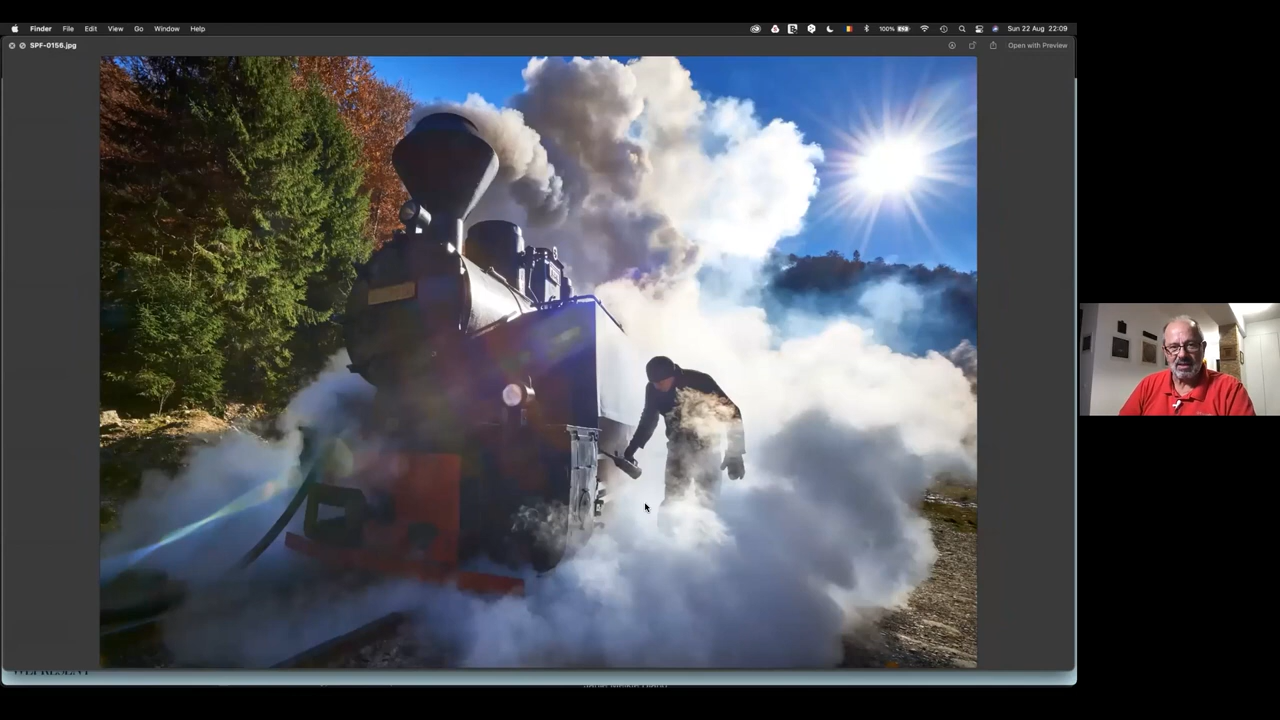 Finder File Edit View Go Window Help 100% Sun 22 Aug 22:09
SPF-0156.jpg Open with Preview